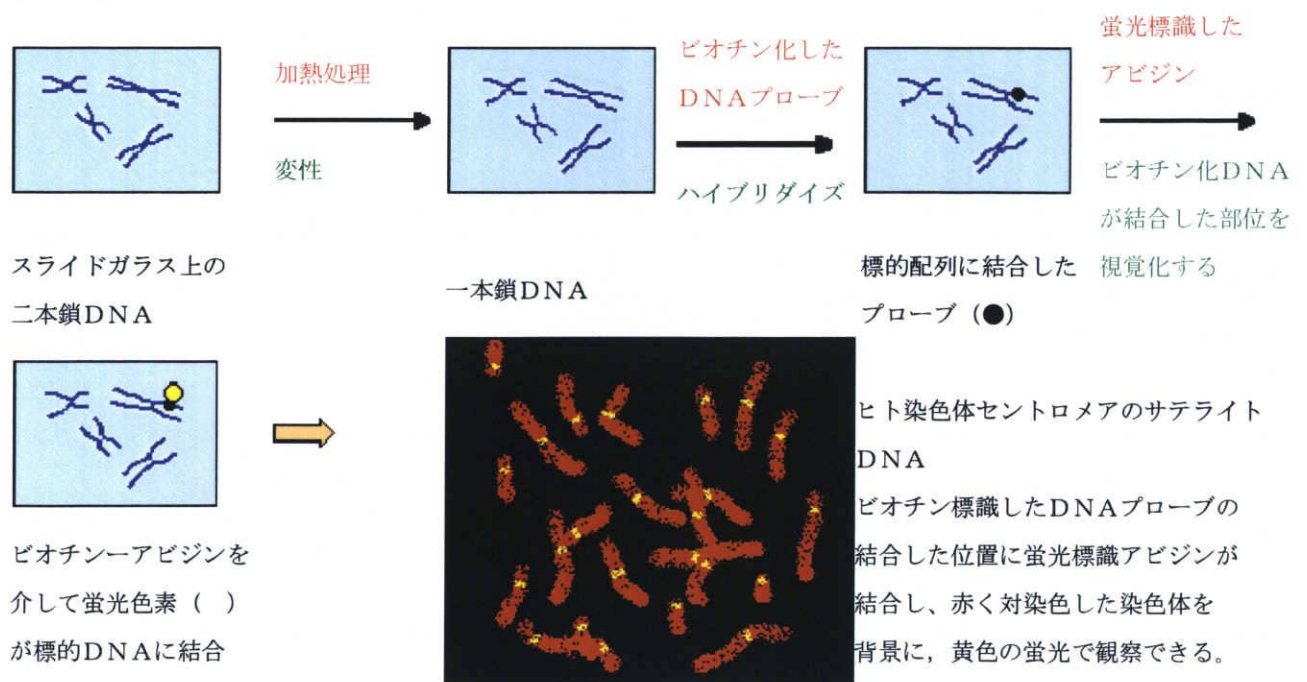 加熱処理
変性
ビオチン化した
DNAプローブ
ハイブリダイズ
蛍光標識した
アビジン
ビオチン化DNA
が結合した部位を
視覚化する
スライドガラス上の
二本鎖DNA
一本鎖DNA
標的配列に結合した
プローブ（●）
ビオチンーアビジンを
介して蛍光色素（　）
が標的DNAに結合
ヒト染色体セントロメアのサテライト
DNA
ビオチン標識したDNAプローブの
結合した位置に蛍光標識アビジンが
結合し、赤く対染色した染色体を
背景に，黄色の蛍光で観察できる。